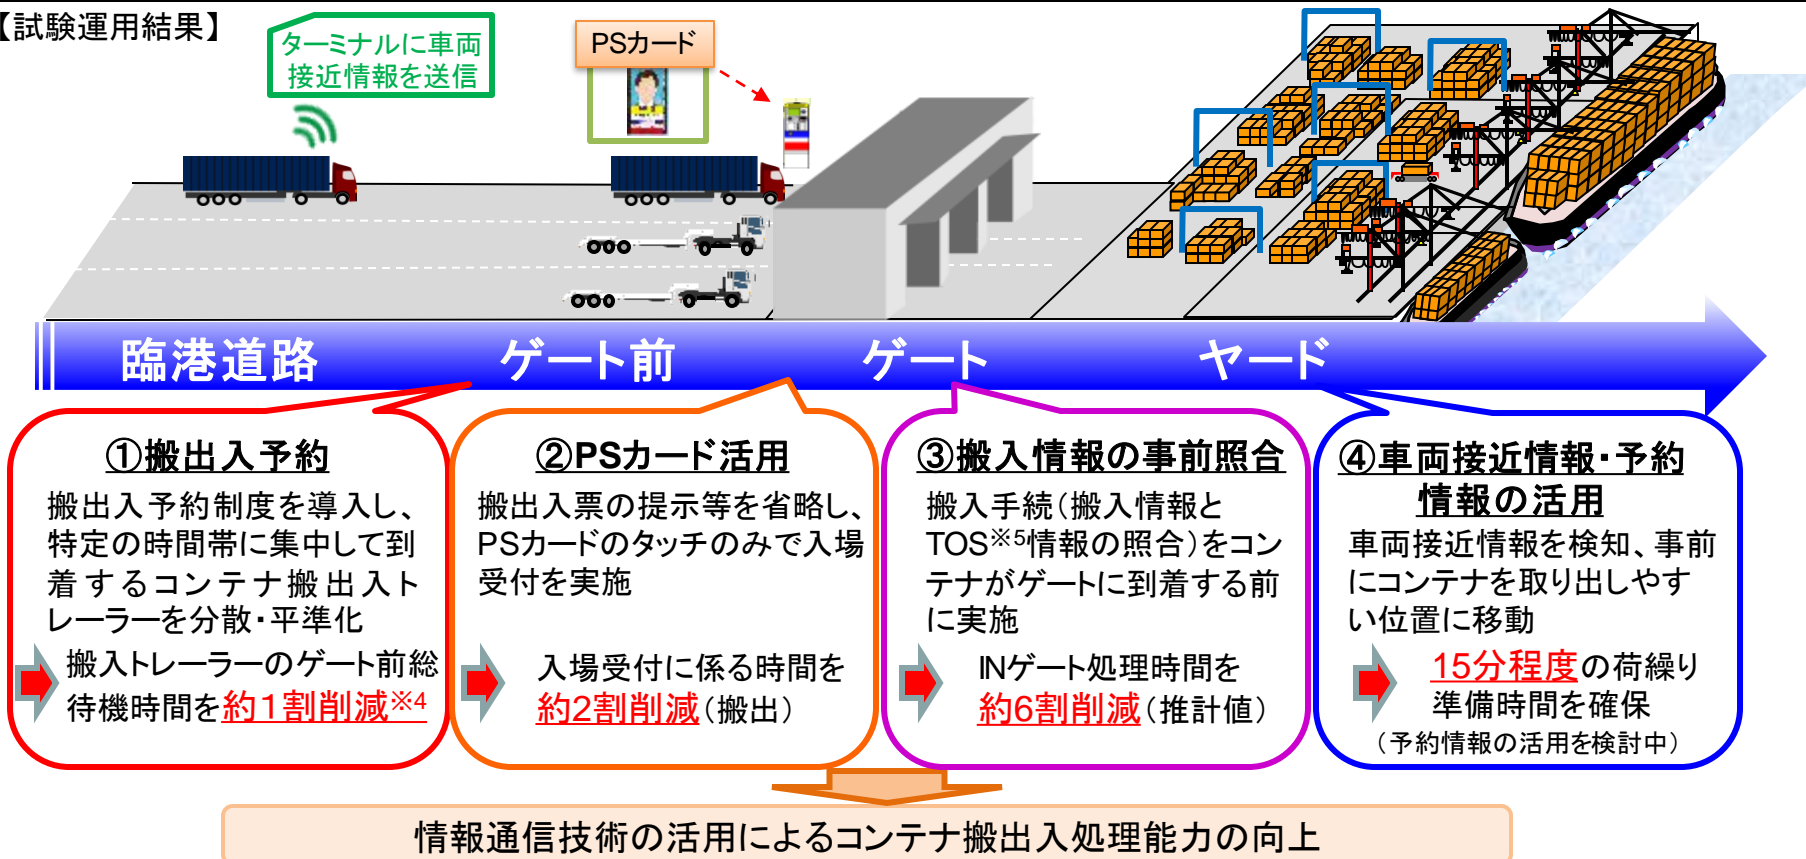 【試験運用結果】
ターミナルに車両
接近情報を送信
PSカード
臨港道路
ゲート前
ゲート
ヤード
①搬出入予約
搬出入予約制度を導入し、
特定の時間帯に集中して到
着するコンテナ搬出入ト
レーラーを分散・平準化
搬入トレーラーのゲート前総
待機時間を約1割削減※4
②PSカード活用
搬出入票の提示等を省略し、
PSカードのタッチのみで入場
受付を実施
入場受付に係る時間を
約2割削減(搬出)
③搬入情報の事前照合
搬入手続(搬入情報と
TOS※5情報の照合)をコン
テナがゲートに到着する前
に実施
INゲート処理時間を
約6割削減(推計値)
④車両接近情報・予約
情報の活用
車両接近情報を検知、事前
にコンテナを取り出しやす
い位置に移動
15分程度の荷繰り
準備時間を確保
(予約情報の活用を検討中)
情報通信技術の活用によるコンテナ搬出入処理能力の向上